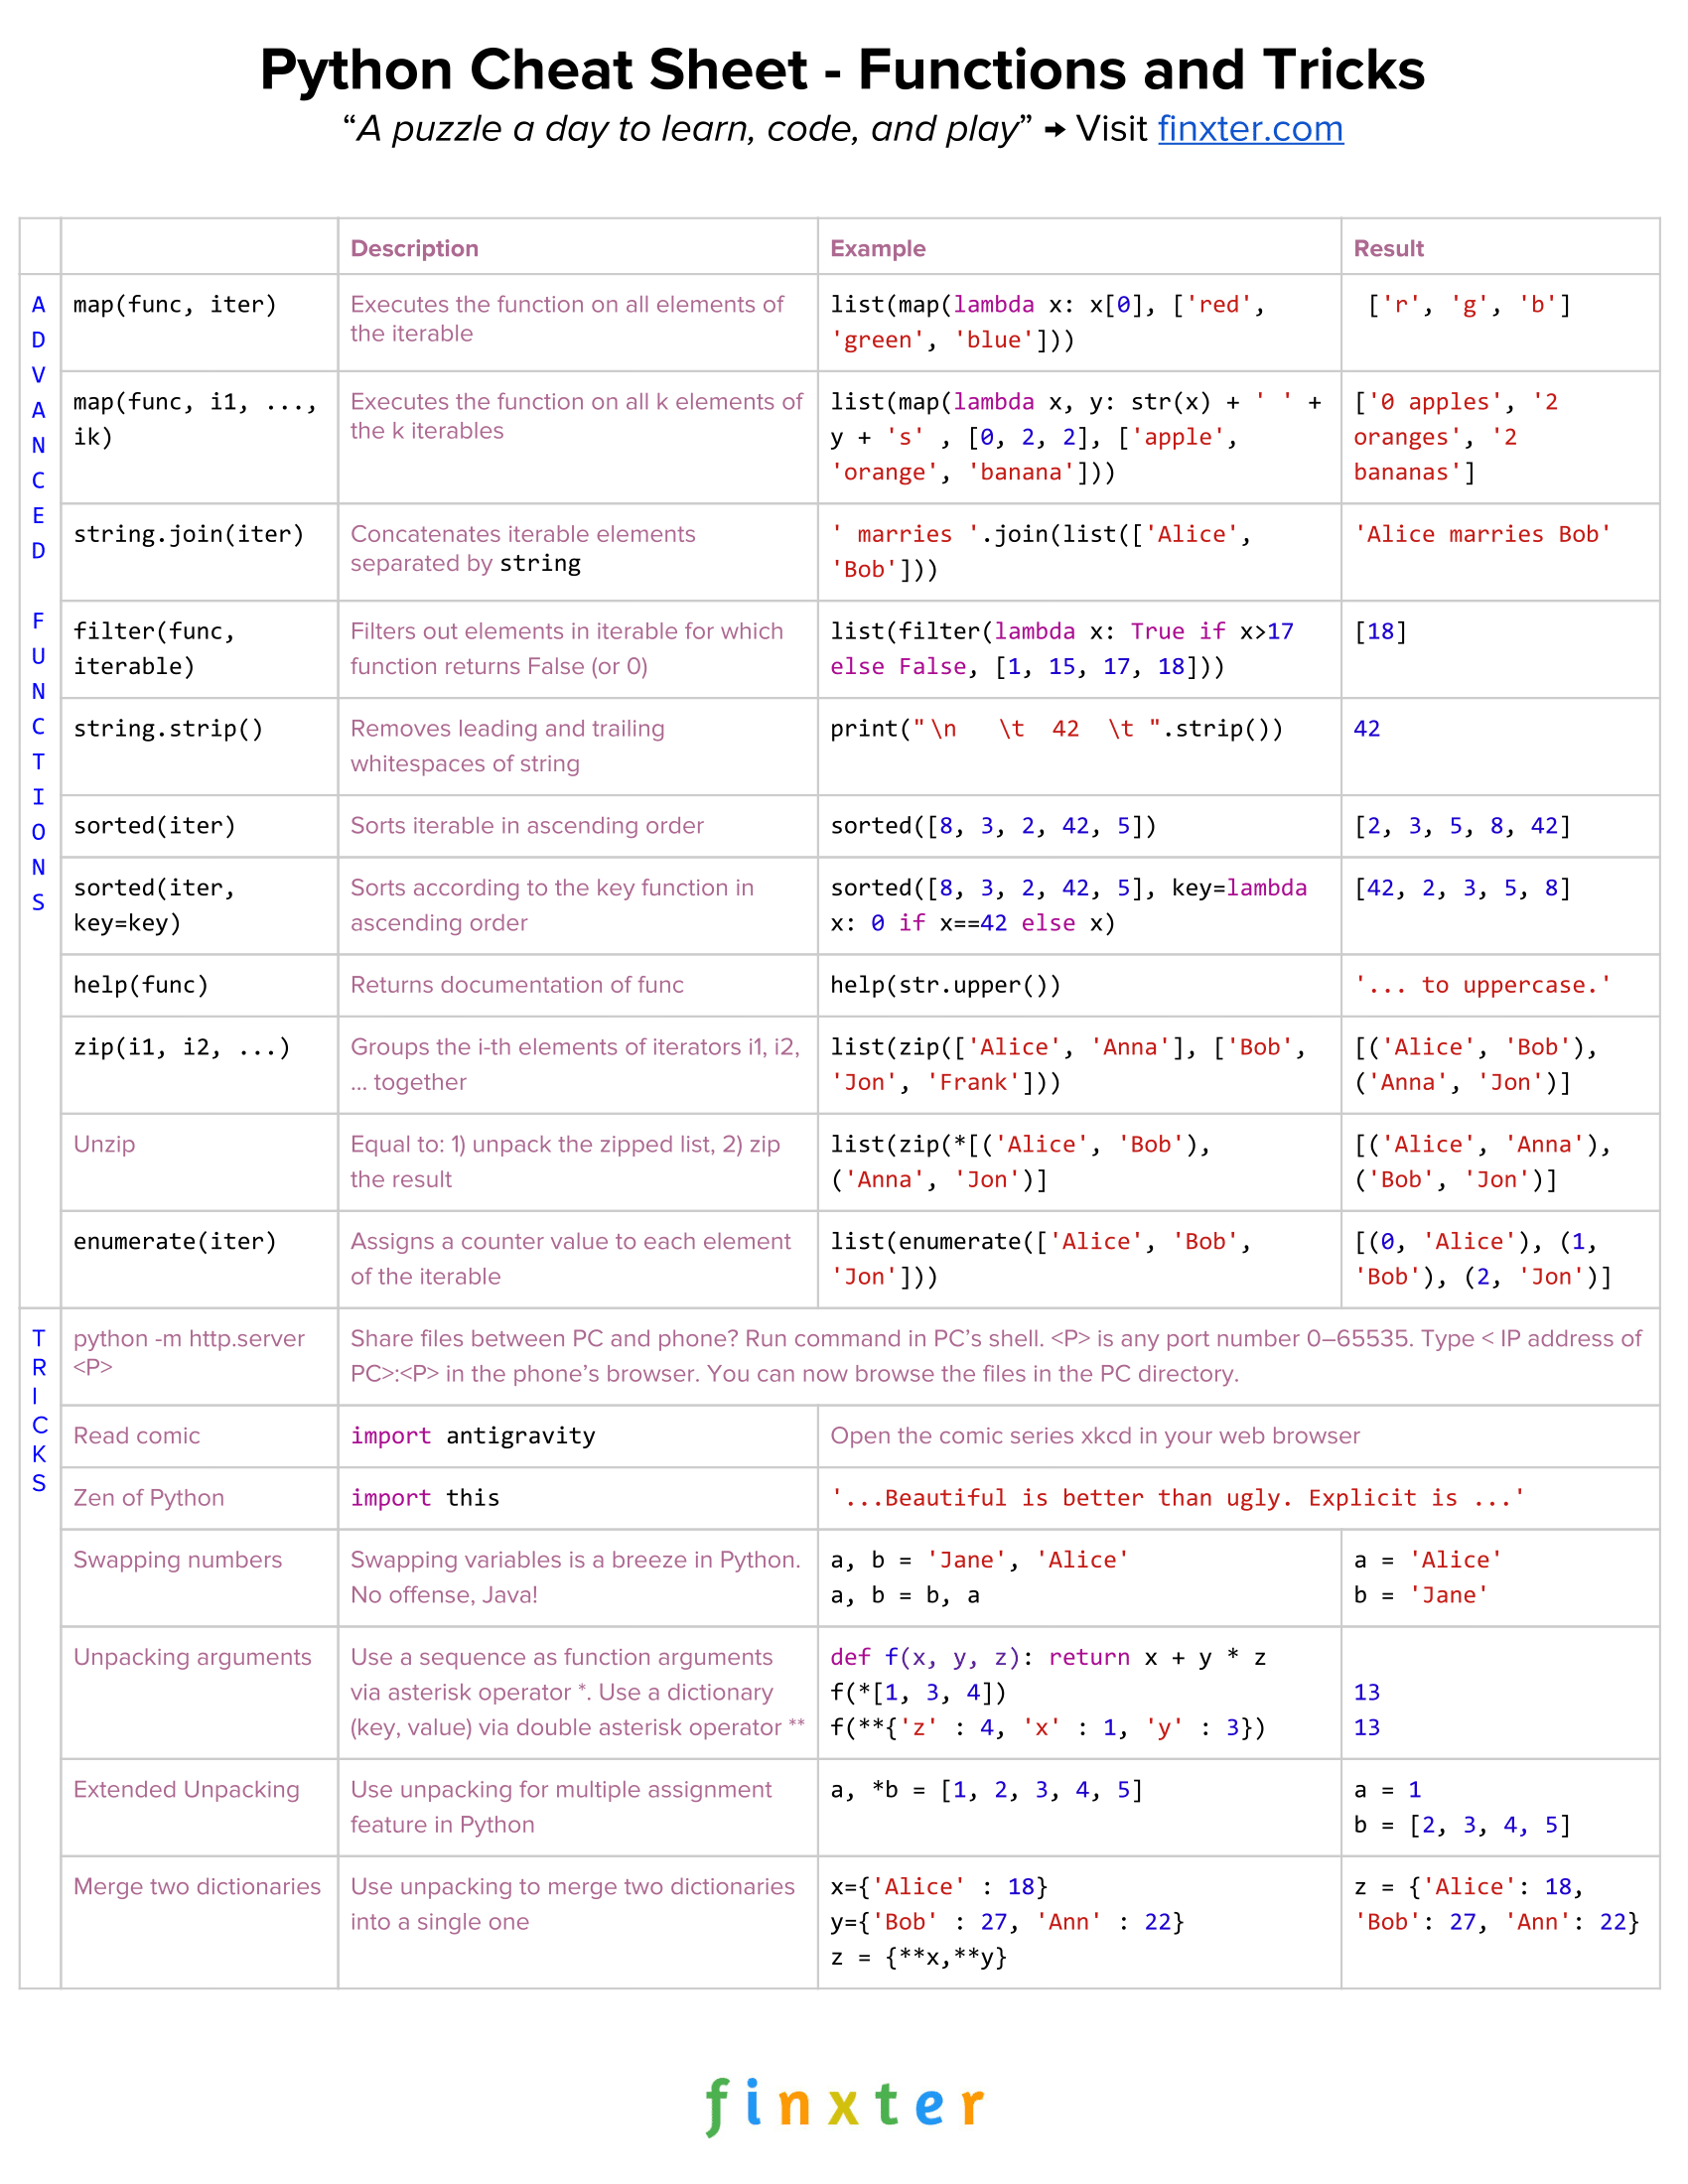 Python Cheat Sheet - Functions and Tricks
“A puzzle a day to learn, code, and play” → Visit finxter.com
Description Example Result
ADVANCED FUNCTIONS
map(func, iter)
Executes the function on all elements of
the iterable
list(map(lambda x: x[0], ['red',
'green', 'blue']))
['r', 'g', 'b']
map(func, i1, ...,
ik)
Executes the function on all k elements of
the k iterables
list(map(lambda x, y: str(x) + ' ' +
y + 's' , [0, 2, 2], ['apple',
'orange', 'banana']))
['0 apples', '2
oranges', '2
bananas']
string.join(iter)
Concatenates iterable elements
separated by string
' marries '.join(list(['Alice',
'Bob']))
'Alice marries Bob'
filter(func,
iterable)
Filters out elements in iterable for which
function returns False (or 0)
list(filter(lambda x: True if x>17
else False, [1, 15, 17, 18]))
[18]
string.strip()
Removes leading and trailing
whitespaces of string
print("\n   \t  42  \t ".strip())
42
sorted(iter)
Sorts iterable in ascending order
sorted([8, 3, 2, 42, 5])
[2, 3, 5, 8, 42]
sorted(iter,
key=key)
Sorts according to the key function in
ascending order
sorted([8, 3, 2, 42, 5], key=lambda
x: 0 if x==42 else x)
[42, 2, 3, 5, 8]
help(func)
Returns documentation of func
help(str.upper())
'... to uppercase.'
zip(i1, i2, ...)
Groups the i-th elements of iterators i1, i2,
... together
list(zip(['Alice', 'Anna'], ['Bob',
'Jon', 'Frank']))
[('Alice', 'Bob'),
('Anna', 'Jon')]
Unzip
Equal to: 1) unpack the zipped list, 2) zip
the result
list(zip(*[('Alice', 'Bob'),
('Anna', 'Jon')]
[('Alice', 'Anna'),
('Bob', 'Jon')]
enumerate(iter)
Assigns a counter value to each element
of the iterable
list(enumerate(['Alice', 'Bob',
'Jon']))
[(0, 'Alice'), (1,
'Bob'), (2, 'Jon')]
TRICKS
python -m http.server
<P>
Share files between PC and phone? Run command in PC’s shell. <P> is any port number 0–65535. Type < IP address of
PC>:<P> in the phone’s browser. You can now browse the files in the PC directory.
Read comic
import antigravity
Open the comic series xkcd in your web browser
Zen of Python
import this
'...Beautiful is better than ugly. Explicit is ...'
Swapping numbers
Swapping variables is a breeze in Python.
No offense, Java!
a, b = 'Jane', 'Alice'
a, b = b, a
a = 'Alice'
b = 'Jane'
Unpacking arguments
Use a sequence as function arguments
via asterisk operator *. Use a dictionary
(key, value) via double asterisk operator **
def f(x, y, z): return x + y * z
f(*[1, 3, 4])
f(**{'z' : 4, 'x' : 1, 'y' : 3})
13
13
Extended Unpacking
Use unpacking for multiple assignment
feature in Python
a, *b = [1, 2, 3, 4, 5]
a = 1
b = [2, 3, 4, 5]
Merge two dictionaries
Use unpacking to merge two dictionaries
into a single one
x={'Alice' : 18}
y={'Bob' : 27, 'Ann' : 22}
z = {**x,**y}
z = {'Alice': 18,
'Bob': 27, 'Ann': 22}
finxter